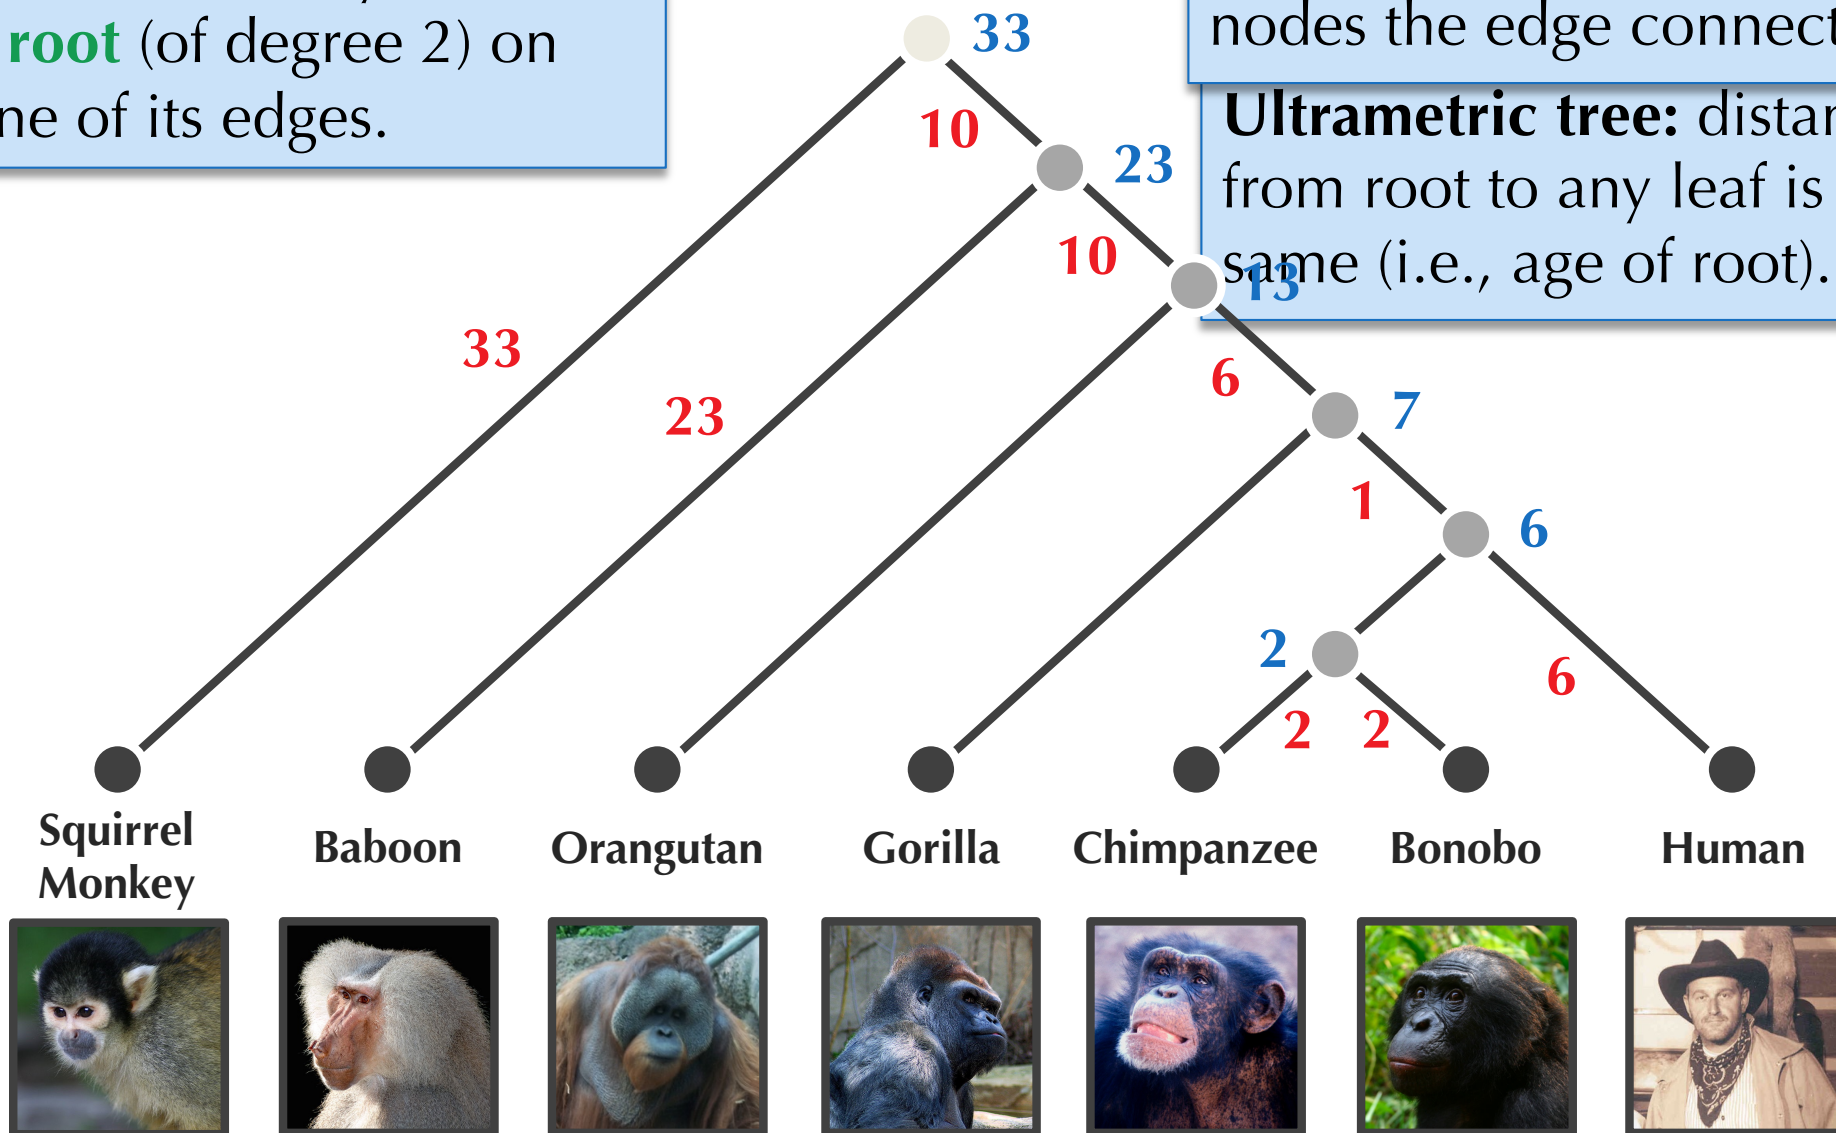 root (of degree 2) on
ne of its edges.
nodes the edge connect
Ultrametric tree: distan
from root to any leaf is
same (i.e., age of root).
33
10
23
10
13
33
6
7
23
1
6
2
6
2 2
Squirrel
Monkey
Baboon
Orangutan
Gorilla
Chimpanzee
Bonobo
Human